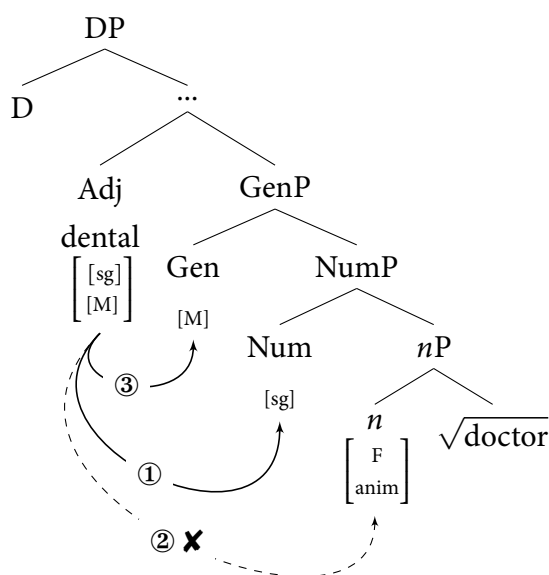 DP
D ...
Adj GenP
dental
[sg]
[M]
Gen NumP
[M]
Num nP
③
[sg]
n √doctor
F
anim
①
② ✘